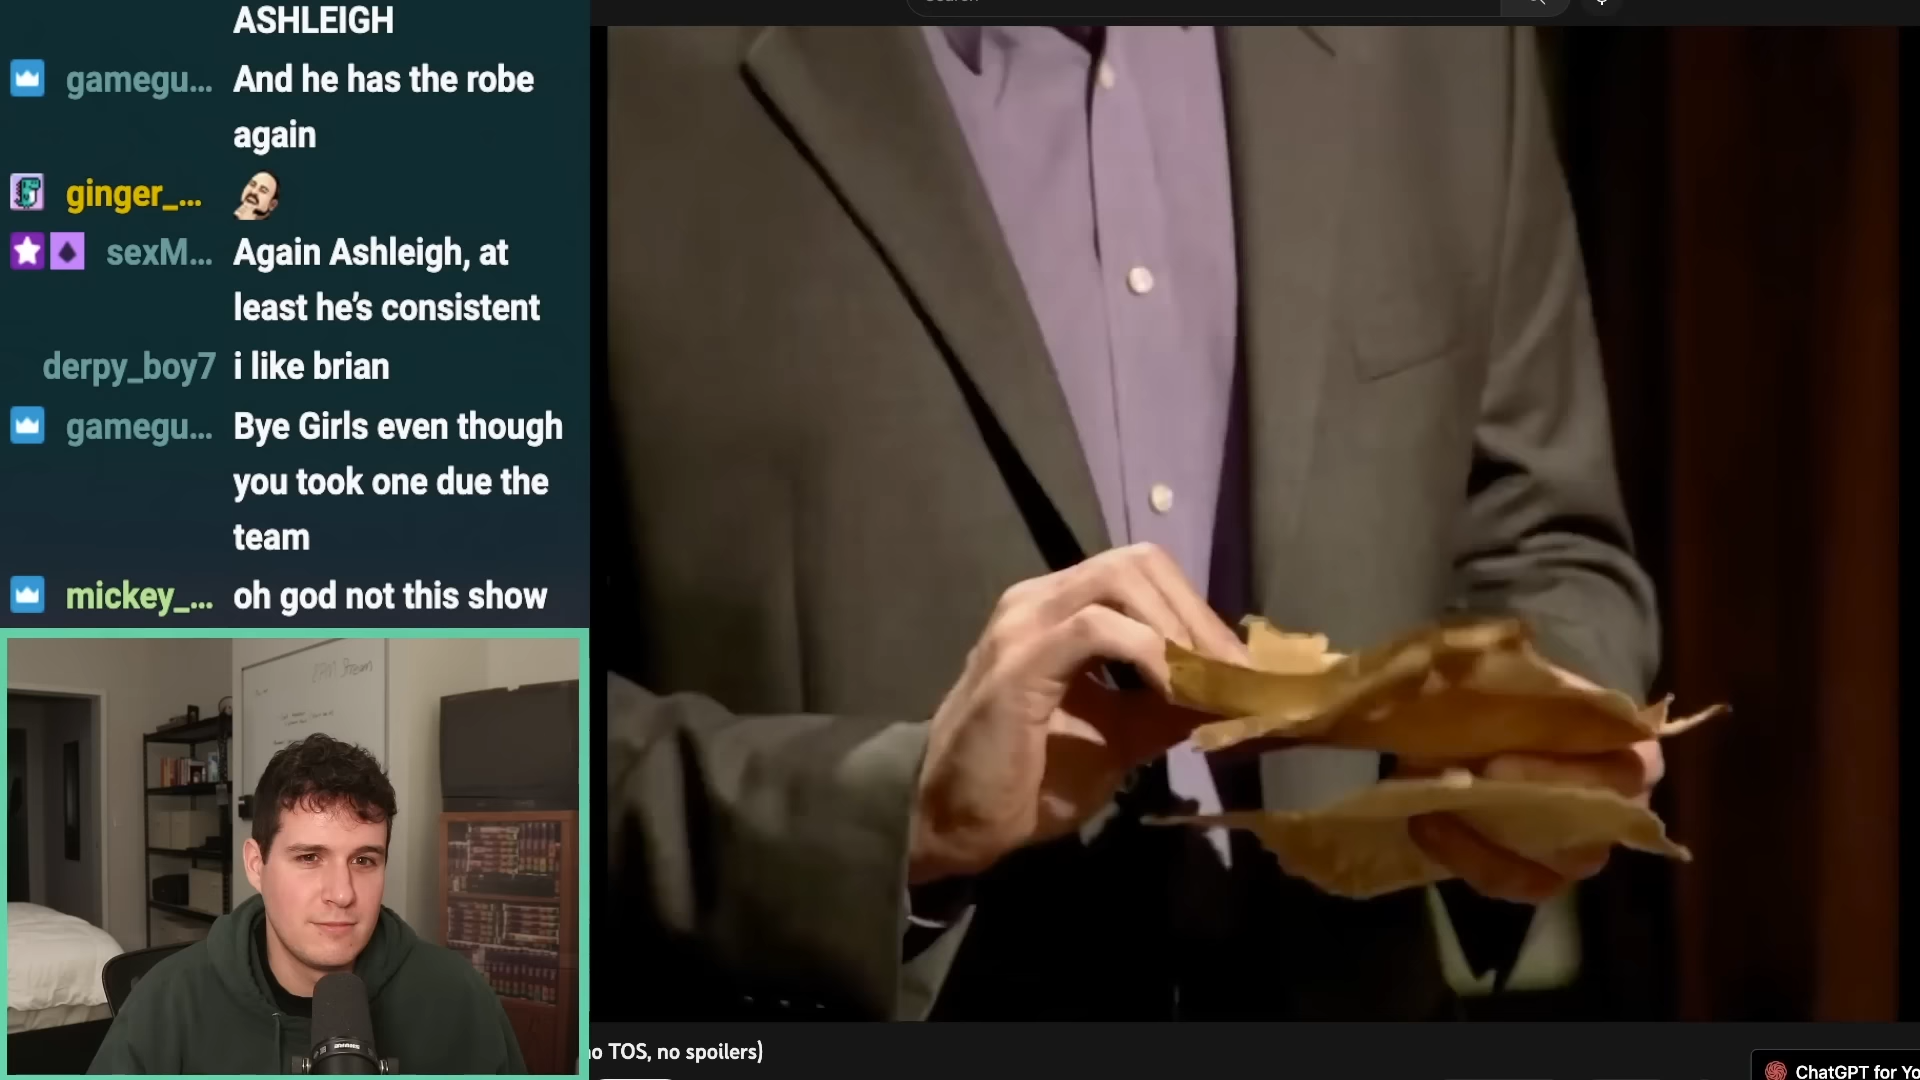 ASHLEIGH
gamegu... And he has the robe
again
ginger_...
sexM... Again Ashleigh, at
least he's consistent
derpy_boy7 i like brian
gamegu... Bye Girls even though
you took one due the
team
mickey_... oh god not this show
no TOS, no spoilers)
ChatGPT for Yo